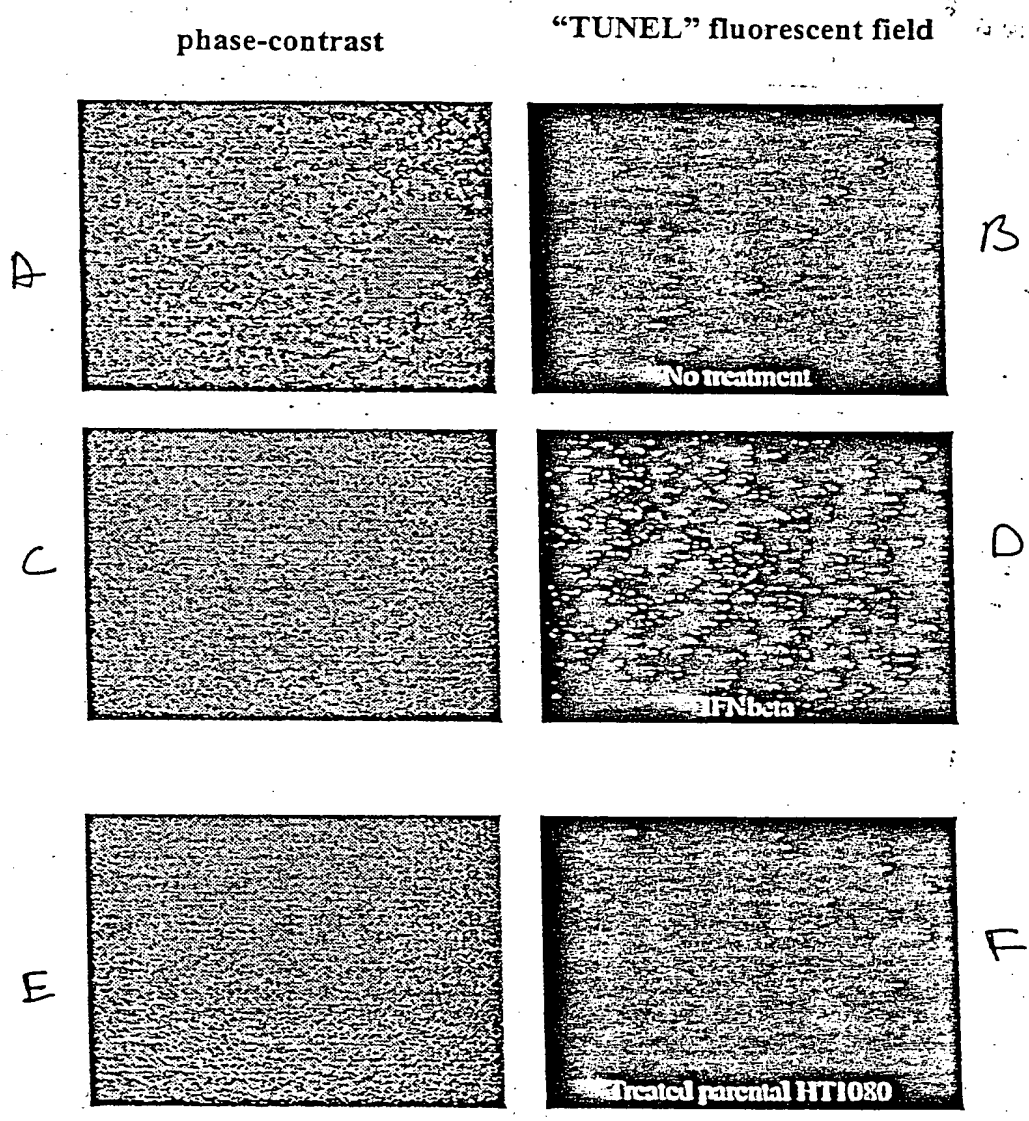 phase-contrast
“TUNEL” fluorescent field
A
B
No treatment
C
D
IFNbeta
E
F
Treated parental HT1080